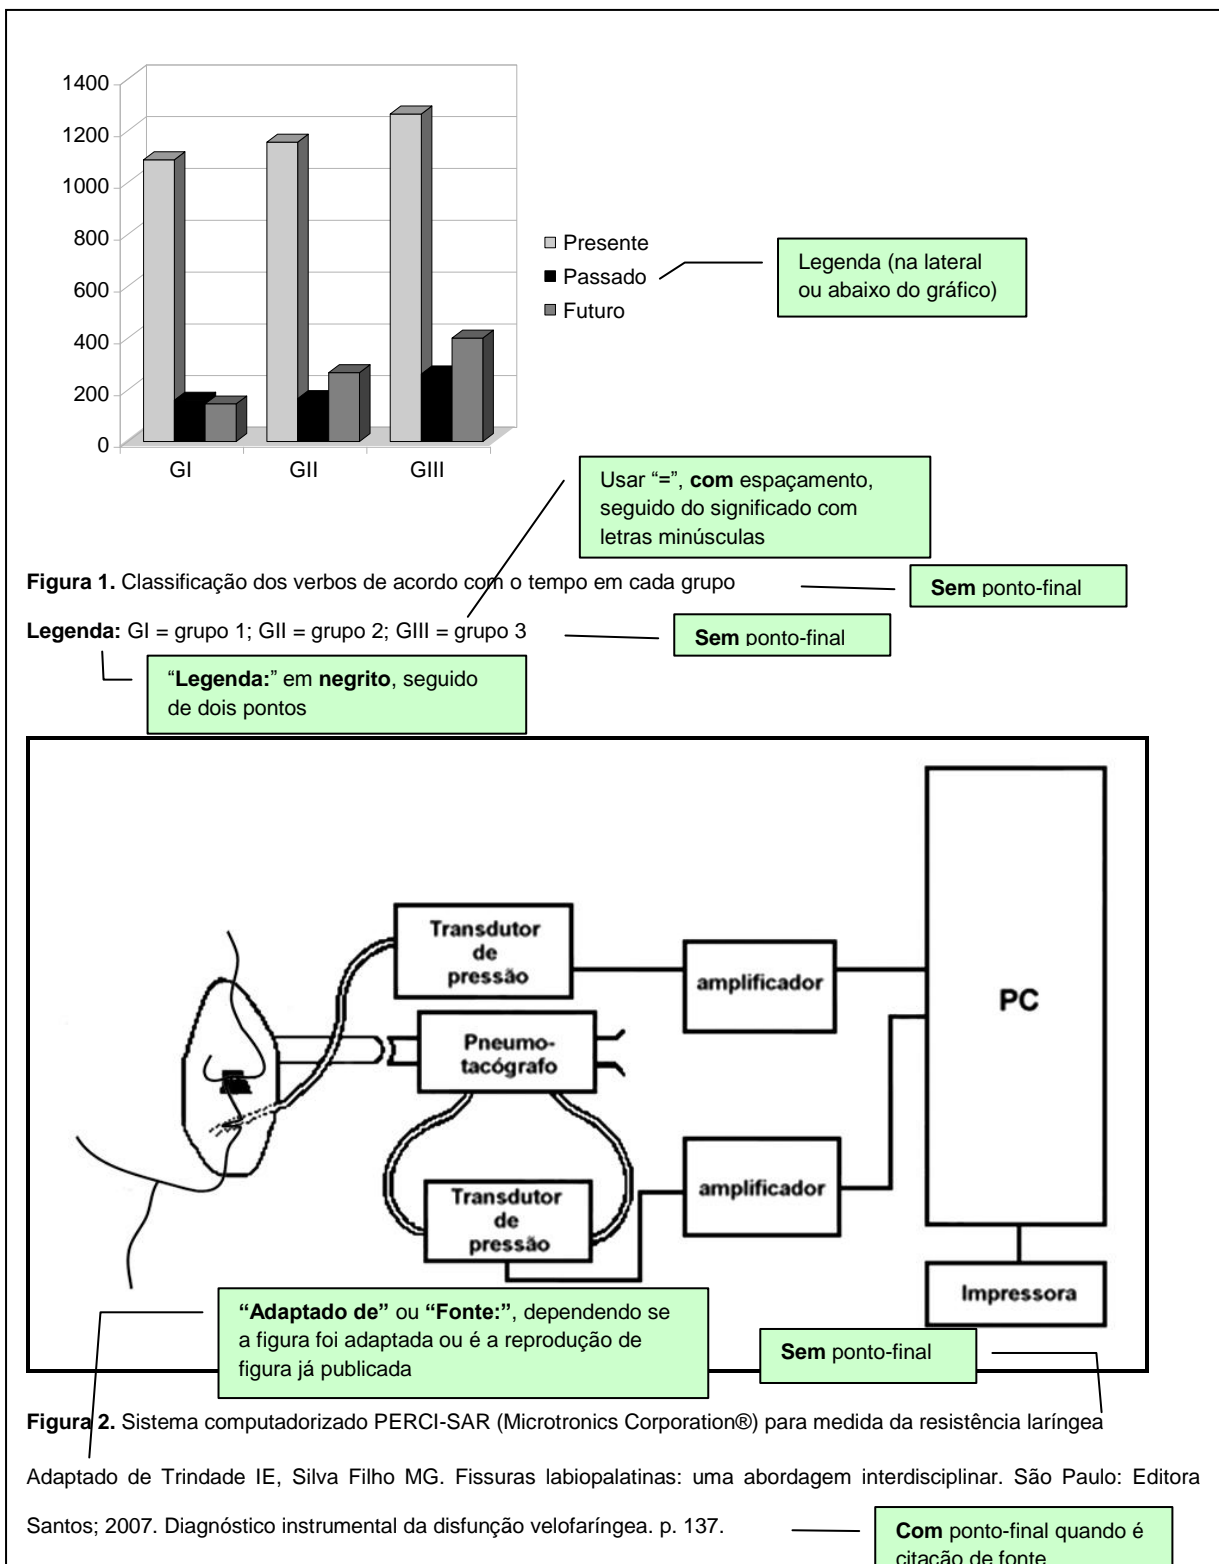 1400
1200
1000
800
600
400
200
0
GI
GII
GIII
Presente
Passado
Futuro
Legenda (na lateral
ou abaixo do gráfico)
Usar “=”, com espaçamento,
seguido do significado com
letras minúsculas
Figura 1. Classificação dos verbos de acordo com o tempo em cada grupo
Sem ponto-final
Legenda: GI = grupo 1; GII = grupo 2; GIII = grupo 3
Sem ponto-final
“Legenda:” em negrito, seguido
de dois pontos
Transdutor
de
pressão
amplificador
PC
Pneumo-
tacógrafo
Transdutor
de
pressão
amplificador
Impressora
“Adaptado de” ou “Fonte:”, dependendo se
a figura foi adaptada ou é a reprodução de
figura já publicada
Sem ponto-final
Figura 2. Sistema computadorizado PERCI-SAR (Microtronics Corporation®) para medida da resistência laríngea
Adaptado de Trindade IE, Silva Filho MG. Fissuras labiopalatinas: uma abordagem interdisciplinar. São Paulo: Editora
Santos; 2007. Diagnóstico instrumental da disfunção velofaríngea. p. 137.
Com ponto-final quando é
citação de fonte